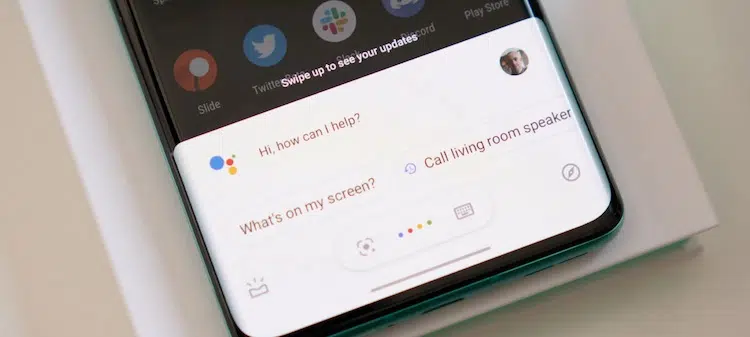 Play Store
Discord
Slack
Twitter
Slide
Swipe up to see your updates
Hi, how can I help?
Call living room speaker
What's on my screen?